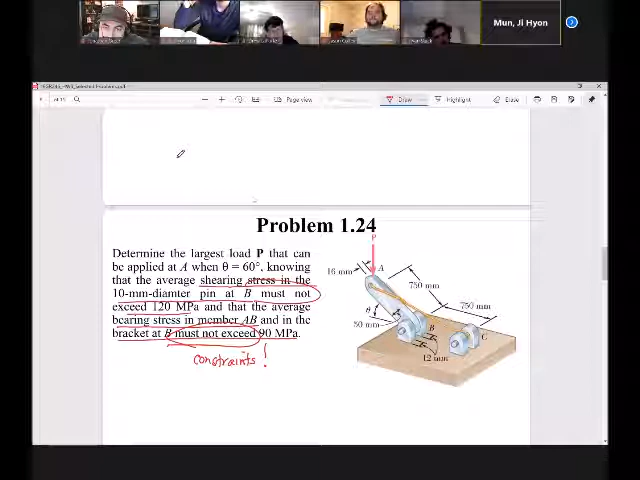 Mun, Ji Hyon
Page view
Draw
Highlight
Erase
Problem 1.24
Determine the largest load P that can
be applied at A when θ = 60°, knowing
that the average shearing stress in the
10-mm-diamter pin at B must not
exceed 120 MPa and that the average
bearing stress in member AB and in the
bracket at B must not exceed 90 MPa.
constraints !
P
A
16 mm
750 mm
750 mm
θ
50 mm
B
C
12 mm